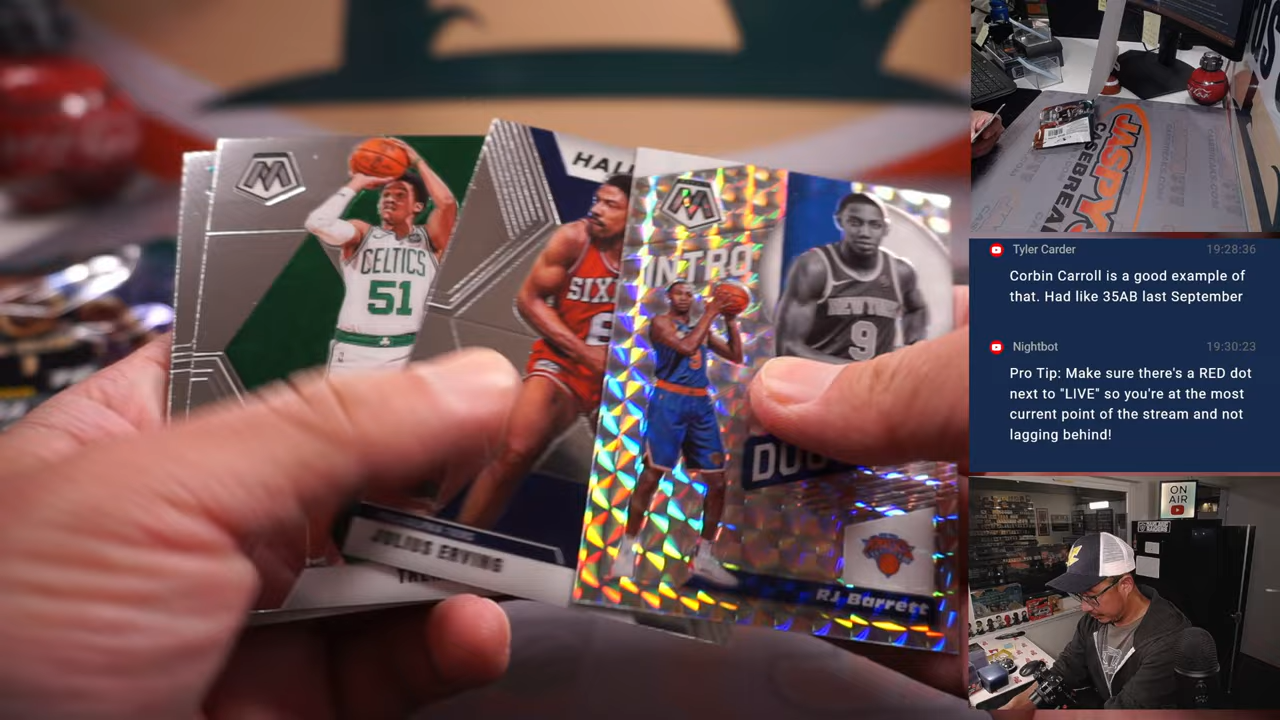 CELTICS
51
HALL
SIX
JULIUS ERVING
INTRO
NEW YORK
9
RJ Barrett
JASPY'S
CASEBREAKS
Tyler Carder 19:28:36
Corbin Carroll is a good example of
that. Had like 35AB last September
Nightbot 19:30:23
Pro Tip: Make sure there's a RED dot
next to "LIVE" so you're at the most
current point of the stream and not
lagging behind!
ON
AIR